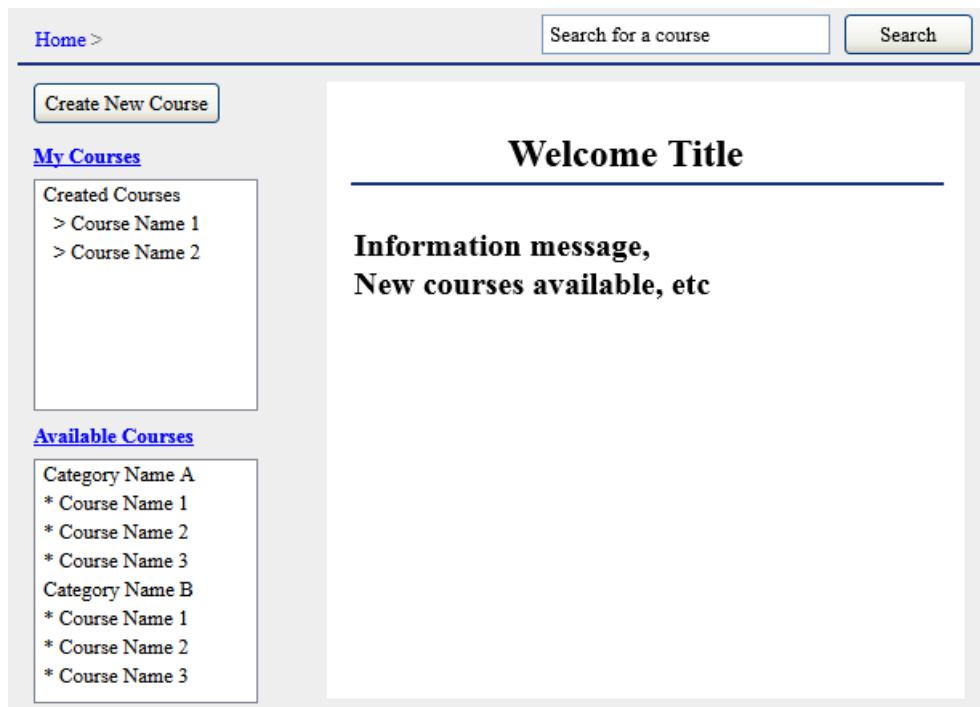 Home >
Search for a course
Search
Create New Course
My Courses
Created Courses
> Course Name 1
> Course Name 2
Available Courses
Category Name A
* Course Name 1
* Course Name 2
* Course Name 3
Category Name B
* Course Name 1
* Course Name 2
* Course Name 3
Welcome Title
Information message,
New courses available, etc